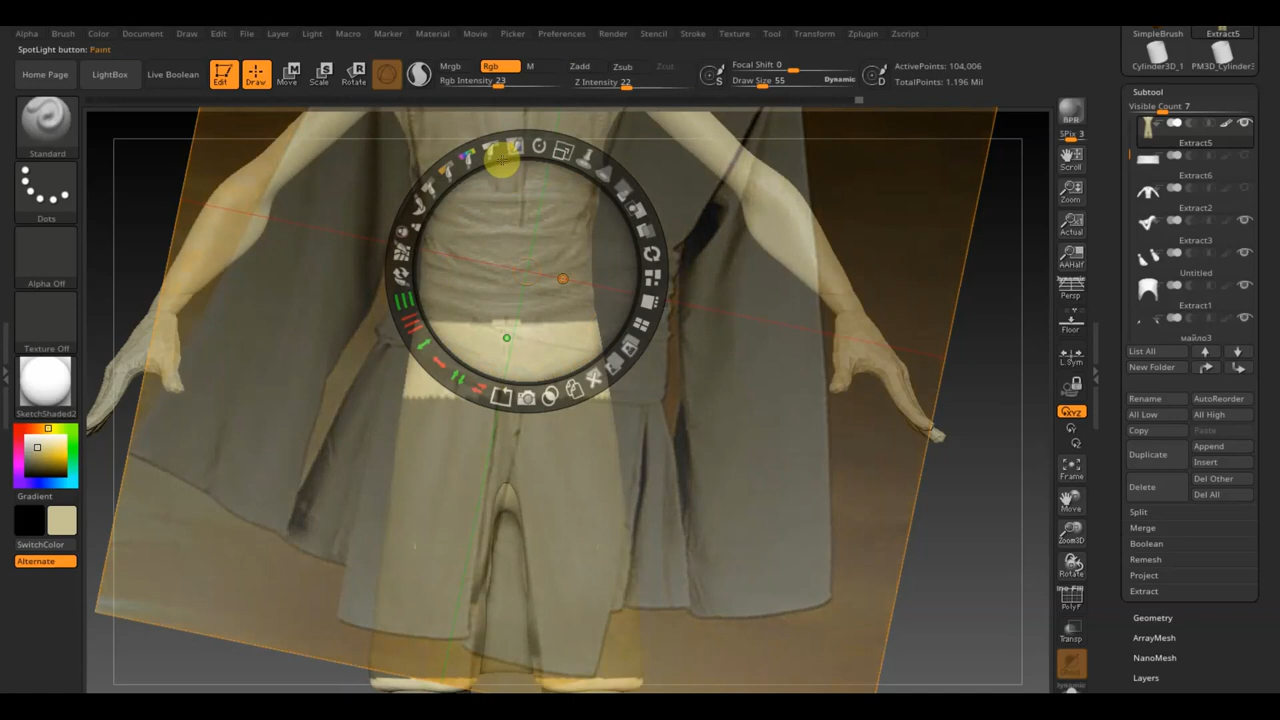 Alpha Brush Color Document Draw Edit File Layer Light Macro Marker Material Movie Picker Preferences Render Stencil Stroke Texture Tool Transform Zplugin Zscript
SimpleBrush Extract5
SpotLight button: Paint
Home Page LightBox Live Boolean Edit Draw Move Scale Rotate
Mrgb Rgb M Zadd Zsub Zcut Focal Shift 0 ActivePoints: 104,006
Rgb Intensity 23 Z Intensity 22 Draw Size 55 Dynamic TotalPoints: 1.196 Mil
S D
Cylinder3D_1 PM3D_Cylinder3
Subtool
Visible Count 7
Extract5
Extract6
Extract2
Extract3
Untitled
Extract1
майло3
List All
New Folder
Rename AutoReorder
All Low All High
Copy Paste
Duplicate Append
Insert
Delete Del Other
Del All
Split
Merge
Boolean
Remesh
Project
Extract
Geometry
ArrayMesh
NanoMesh
Layers
Standard
Dots
Alpha Off
Texture Off
SketchShaded2
Gradient
SwitchColor
Alternate
BPR
SPix 3
Scroll
Zoom
Actual
AAHalf
Dynamic
Persp
Floor
L.Sym
XYZ
Y
Z
Frame
Move
Zoom3D
Rotate
PolyF
Transp
Dynamic